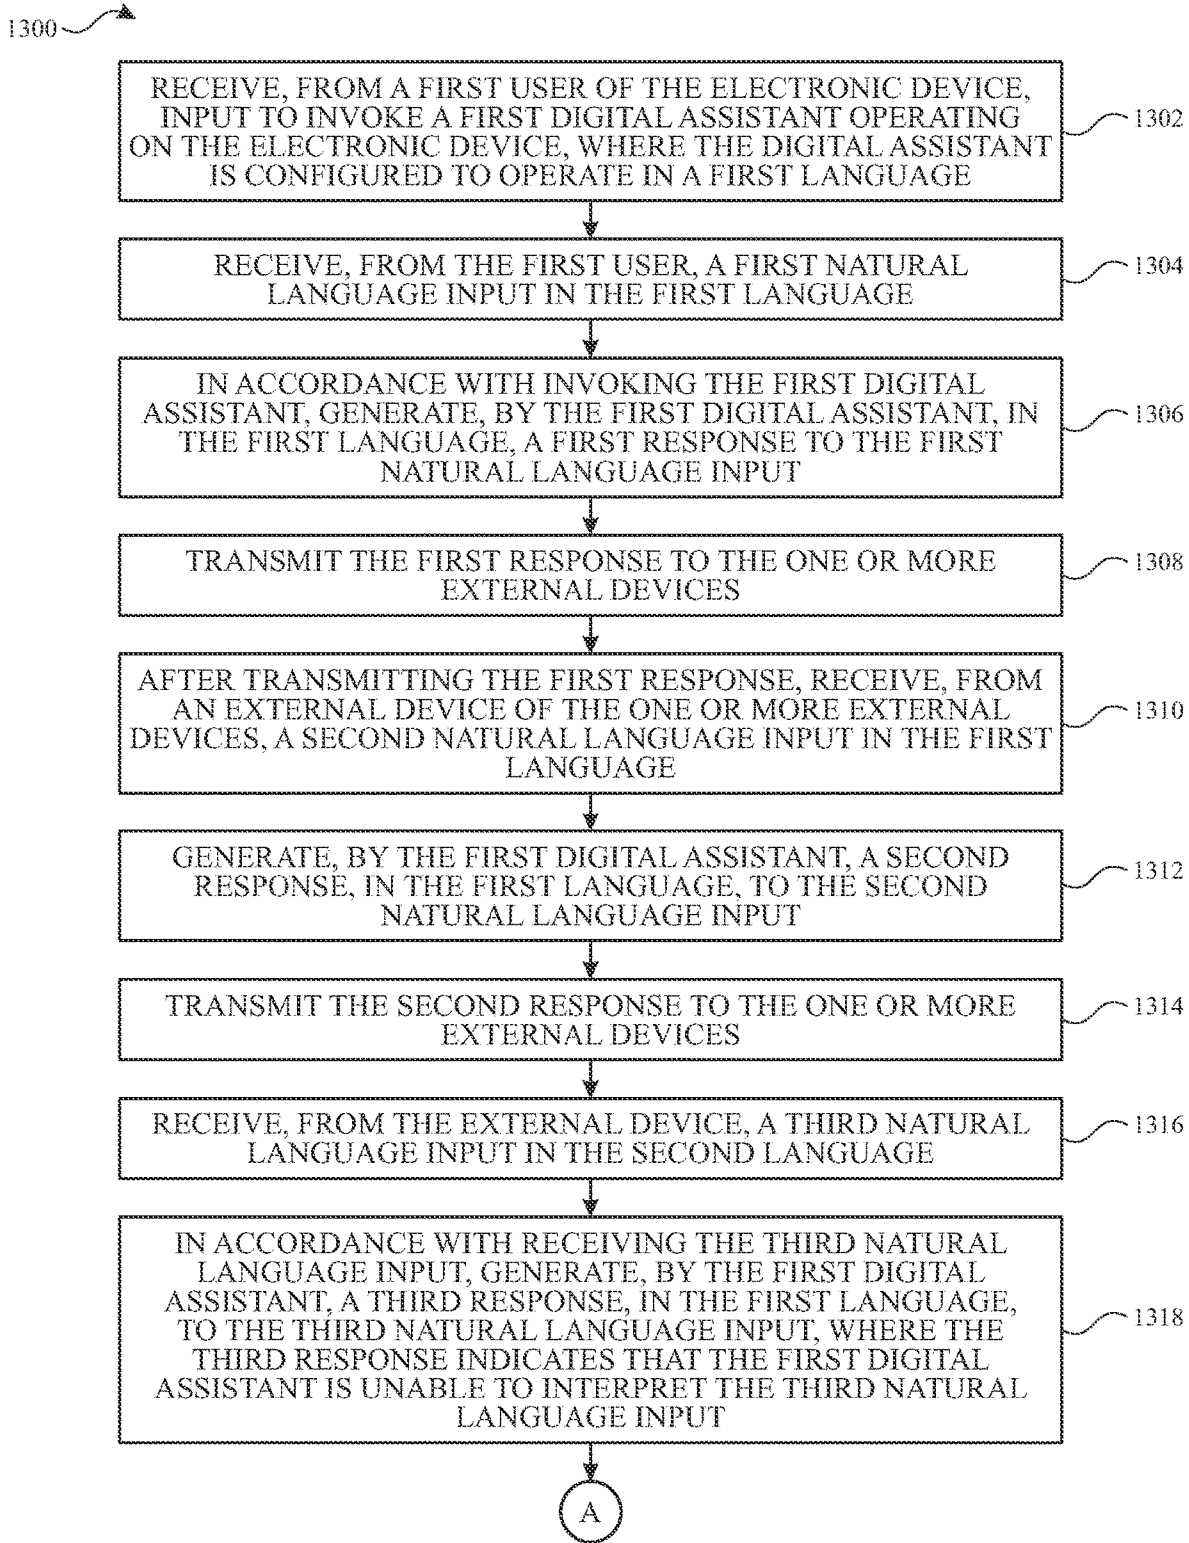 1300
RECEIVE, FROM A FIRST USER OF THE ELECTRONIC DEVICE,
INPUT TO INVOKE A FIRST DIGITAL ASSISTANT OPERATING
ON THE ELECTRONIC DEVICE, WHERE THE DIGITAL ASSISTANT
IS CONFIGURED TO OPERATE IN A FIRST LANGUAGE
1302
RECEIVE, FROM THE FIRST USER, A FIRST NATURAL
LANGUAGE INPUT IN THE FIRST LANGUAGE
1304
IN ACCORDANCE WITH INVOKING THE FIRST DIGITAL
ASSISTANT, GENERATE, BY THE FIRST DIGITAL ASSISTANT, IN
THE FIRST LANGUAGE, A FIRST RESPONSE TO THE FIRST
NATURAL LANGUAGE INPUT
1306
TRANSMIT THE FIRST RESPONSE TO THE ONE OR MORE
EXTERNAL DEVICES
1308
AFTER TRANSMITTING THE FIRST RESPONSE, RECEIVE, FROM
AN EXTERNAL DEVICE OF THE ONE OR MORE EXTERNAL
DEVICES, A SECOND NATURAL LANGUAGE INPUT IN THE FIRST
LANGUAGE
1310
GENERATE, BY THE FIRST DIGITAL ASSISTANT, A SECOND
RESPONSE, IN THE FIRST LANGUAGE, TO THE SECOND
NATURAL LANGUAGE INPUT
1312
TRANSMIT THE SECOND RESPONSE TO THE ONE OR MORE
EXTERNAL DEVICES
1314
RECEIVE, FROM THE EXTERNAL DEVICE, A THIRD NATURAL
LANGUAGE INPUT IN THE SECOND LANGUAGE
1316
IN ACCORDANCE WITH RECEIVING THE THIRD NATURAL
LANGUAGE INPUT, GENERATE, BY THE FIRST DIGITAL
ASSISTANT, A THIRD RESPONSE, IN THE FIRST LANGUAGE,
TO THE THIRD NATURAL LANGUAGE INPUT, WHERE THE
THIRD RESPONSE INDICATES THAT THE FIRST DIGITAL
ASSISTANT IS UNABLE TO INTERPRET THE THIRD NATURAL
LANGUAGE INPUT
1318
A